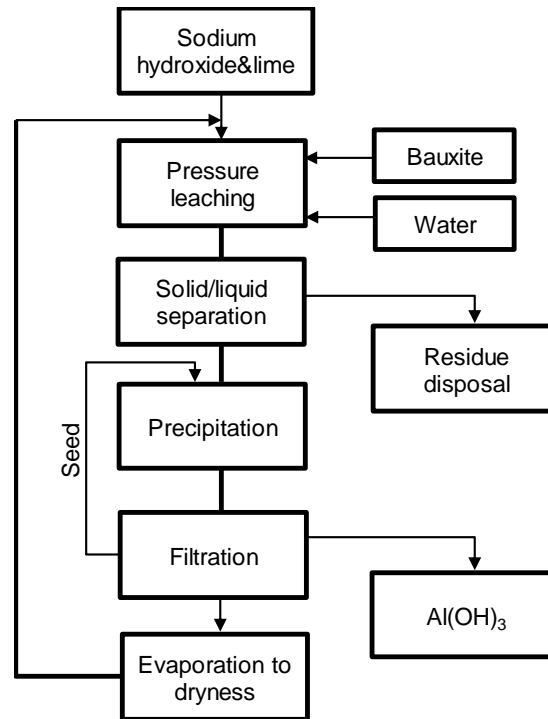 Sodium
hydroxide&lime
Pressure
leaching
Bauxite
Water
Solid/liquid
separation
Residue
disposal
Seed
Precipitation
Filtration
Al(OH)₃
Evaporation to
dryness